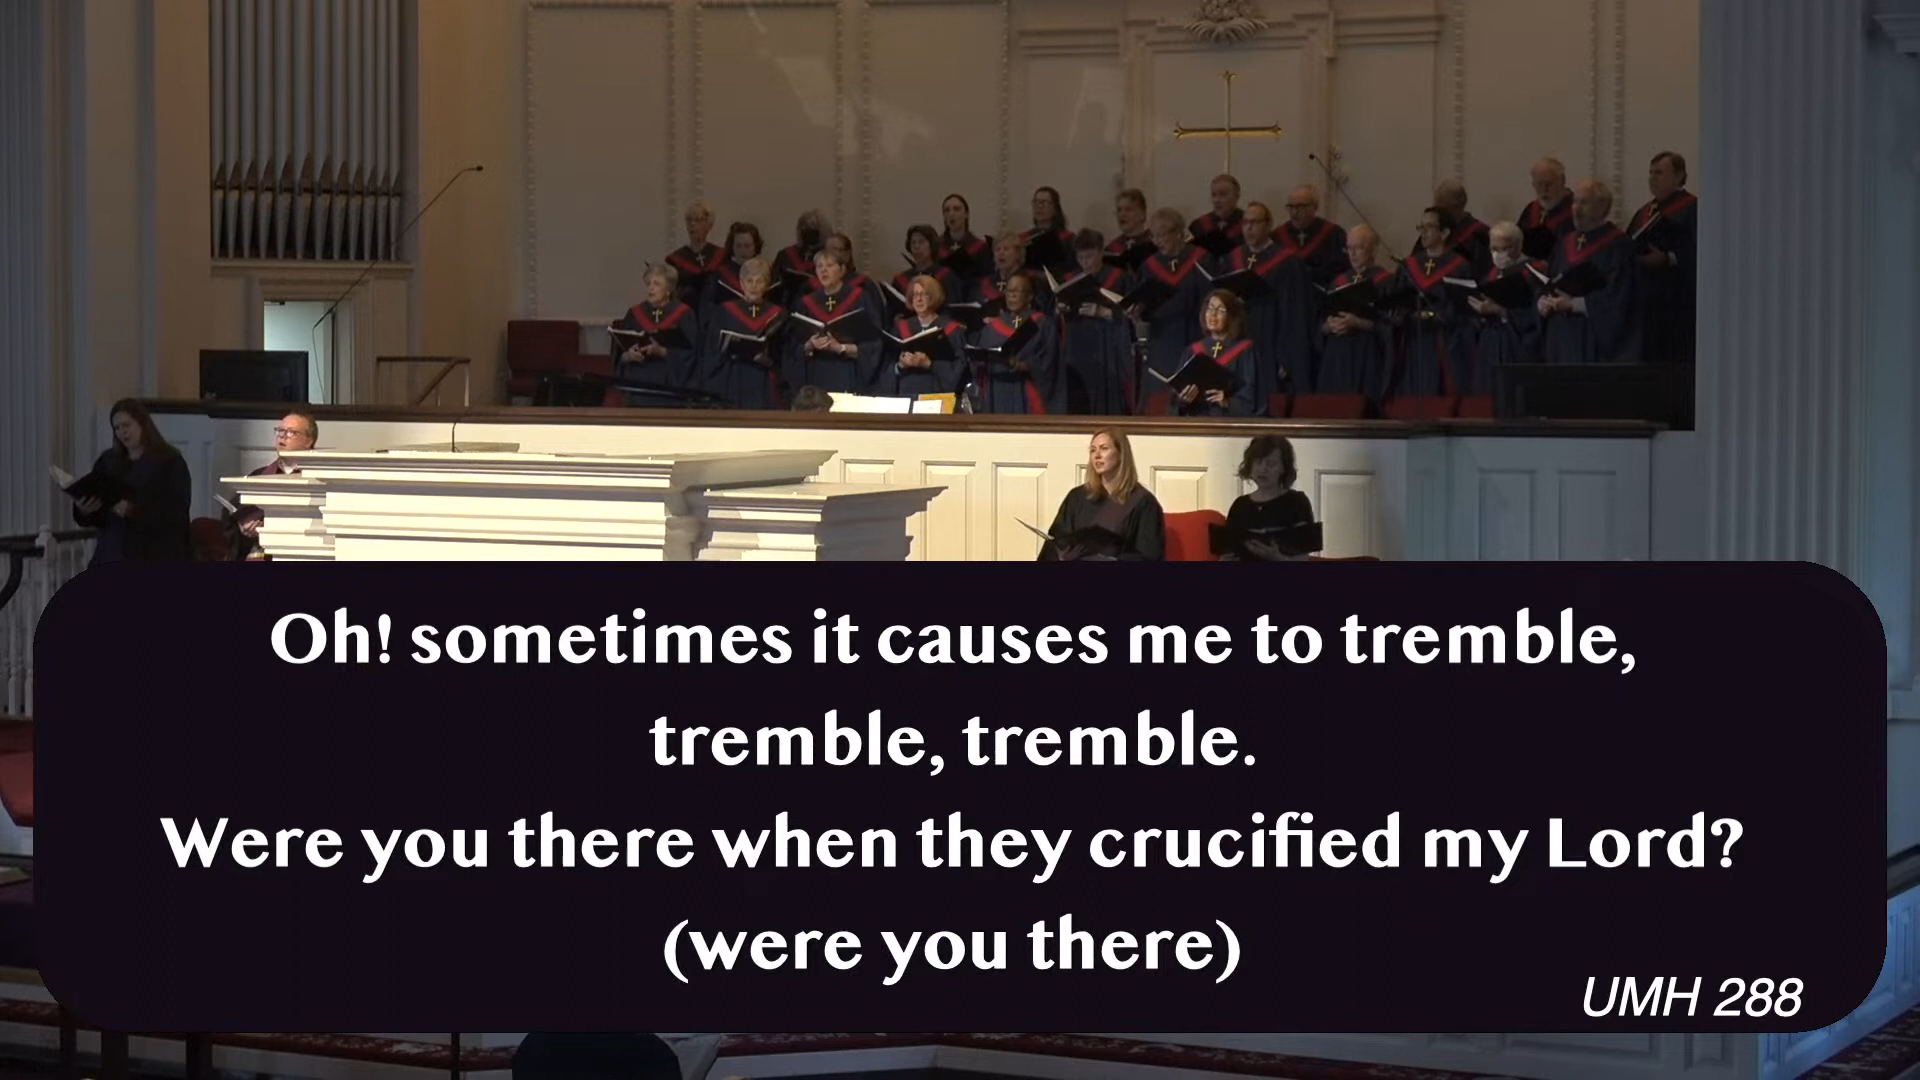 Oh! sometimes it causes me to tremble,
tremble, tremble.
Were you there when they crucified my Lord?
(were you there)
UMH 288